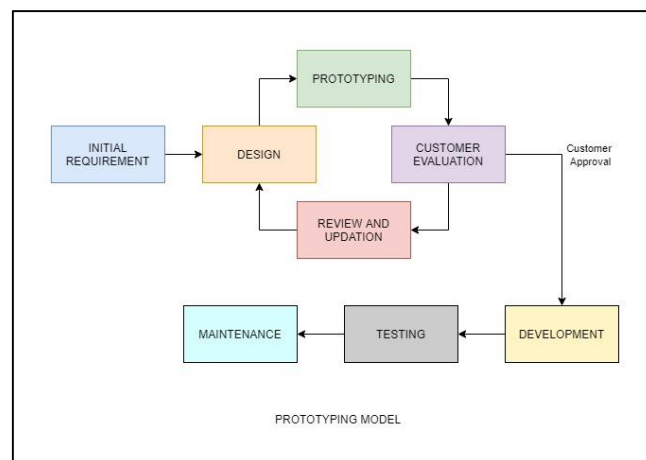 PROTOTYPING
INITIAL
REQUIREMENT
DESIGN
CUSTOMER
EVALUATION
Customer
Approval
REVIEW AND
UPDATION
MAINTENANCE
TESTING
DEVELOPMENT
PROTOTYPING MODEL